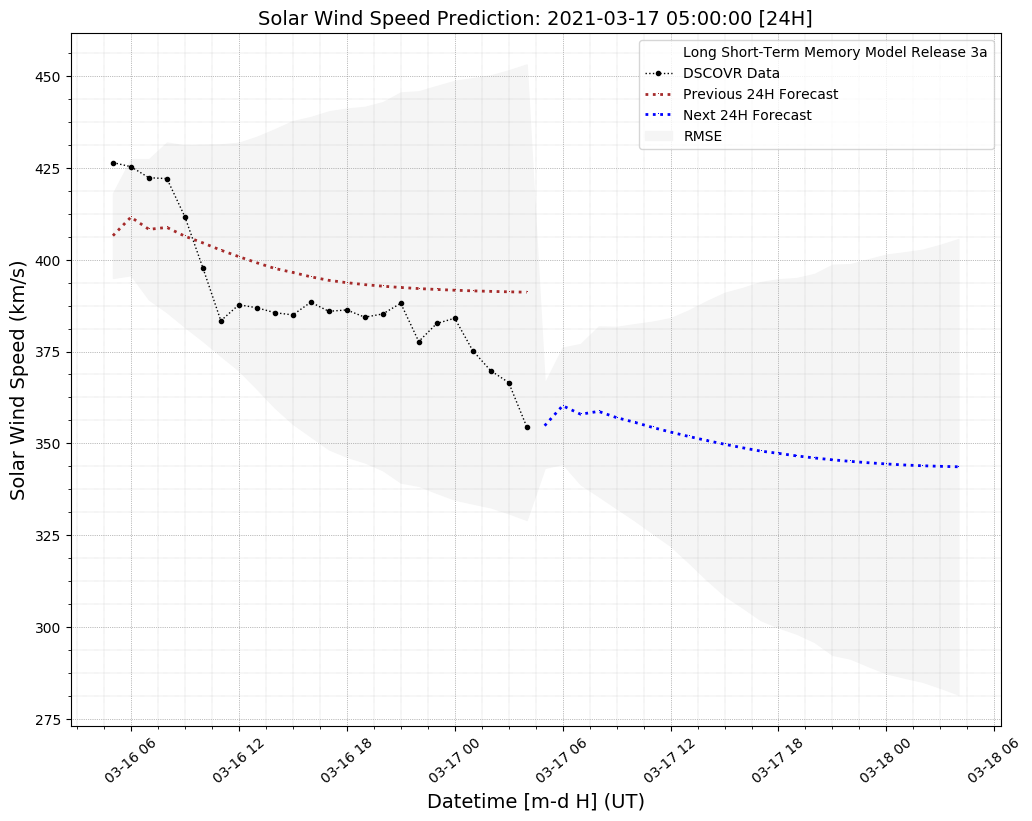 Solar Wind Speed Prediction: 2021-03-17 05:00:00 [24H]
Long Short-Term Memory Model Release 3a
DSCOVR Data
Previous 24H Forecast
Next 24H Forecast
RMSE
Solar Wind Speed (km/s)
450
425
400
375
350
325
300
275
03-16 06
03-16 12
03-16 18
03-17 00
03-17 06
03-17 12
03-17 18
03-18 00
03-18 06
Datetime [m-d H] (UT)